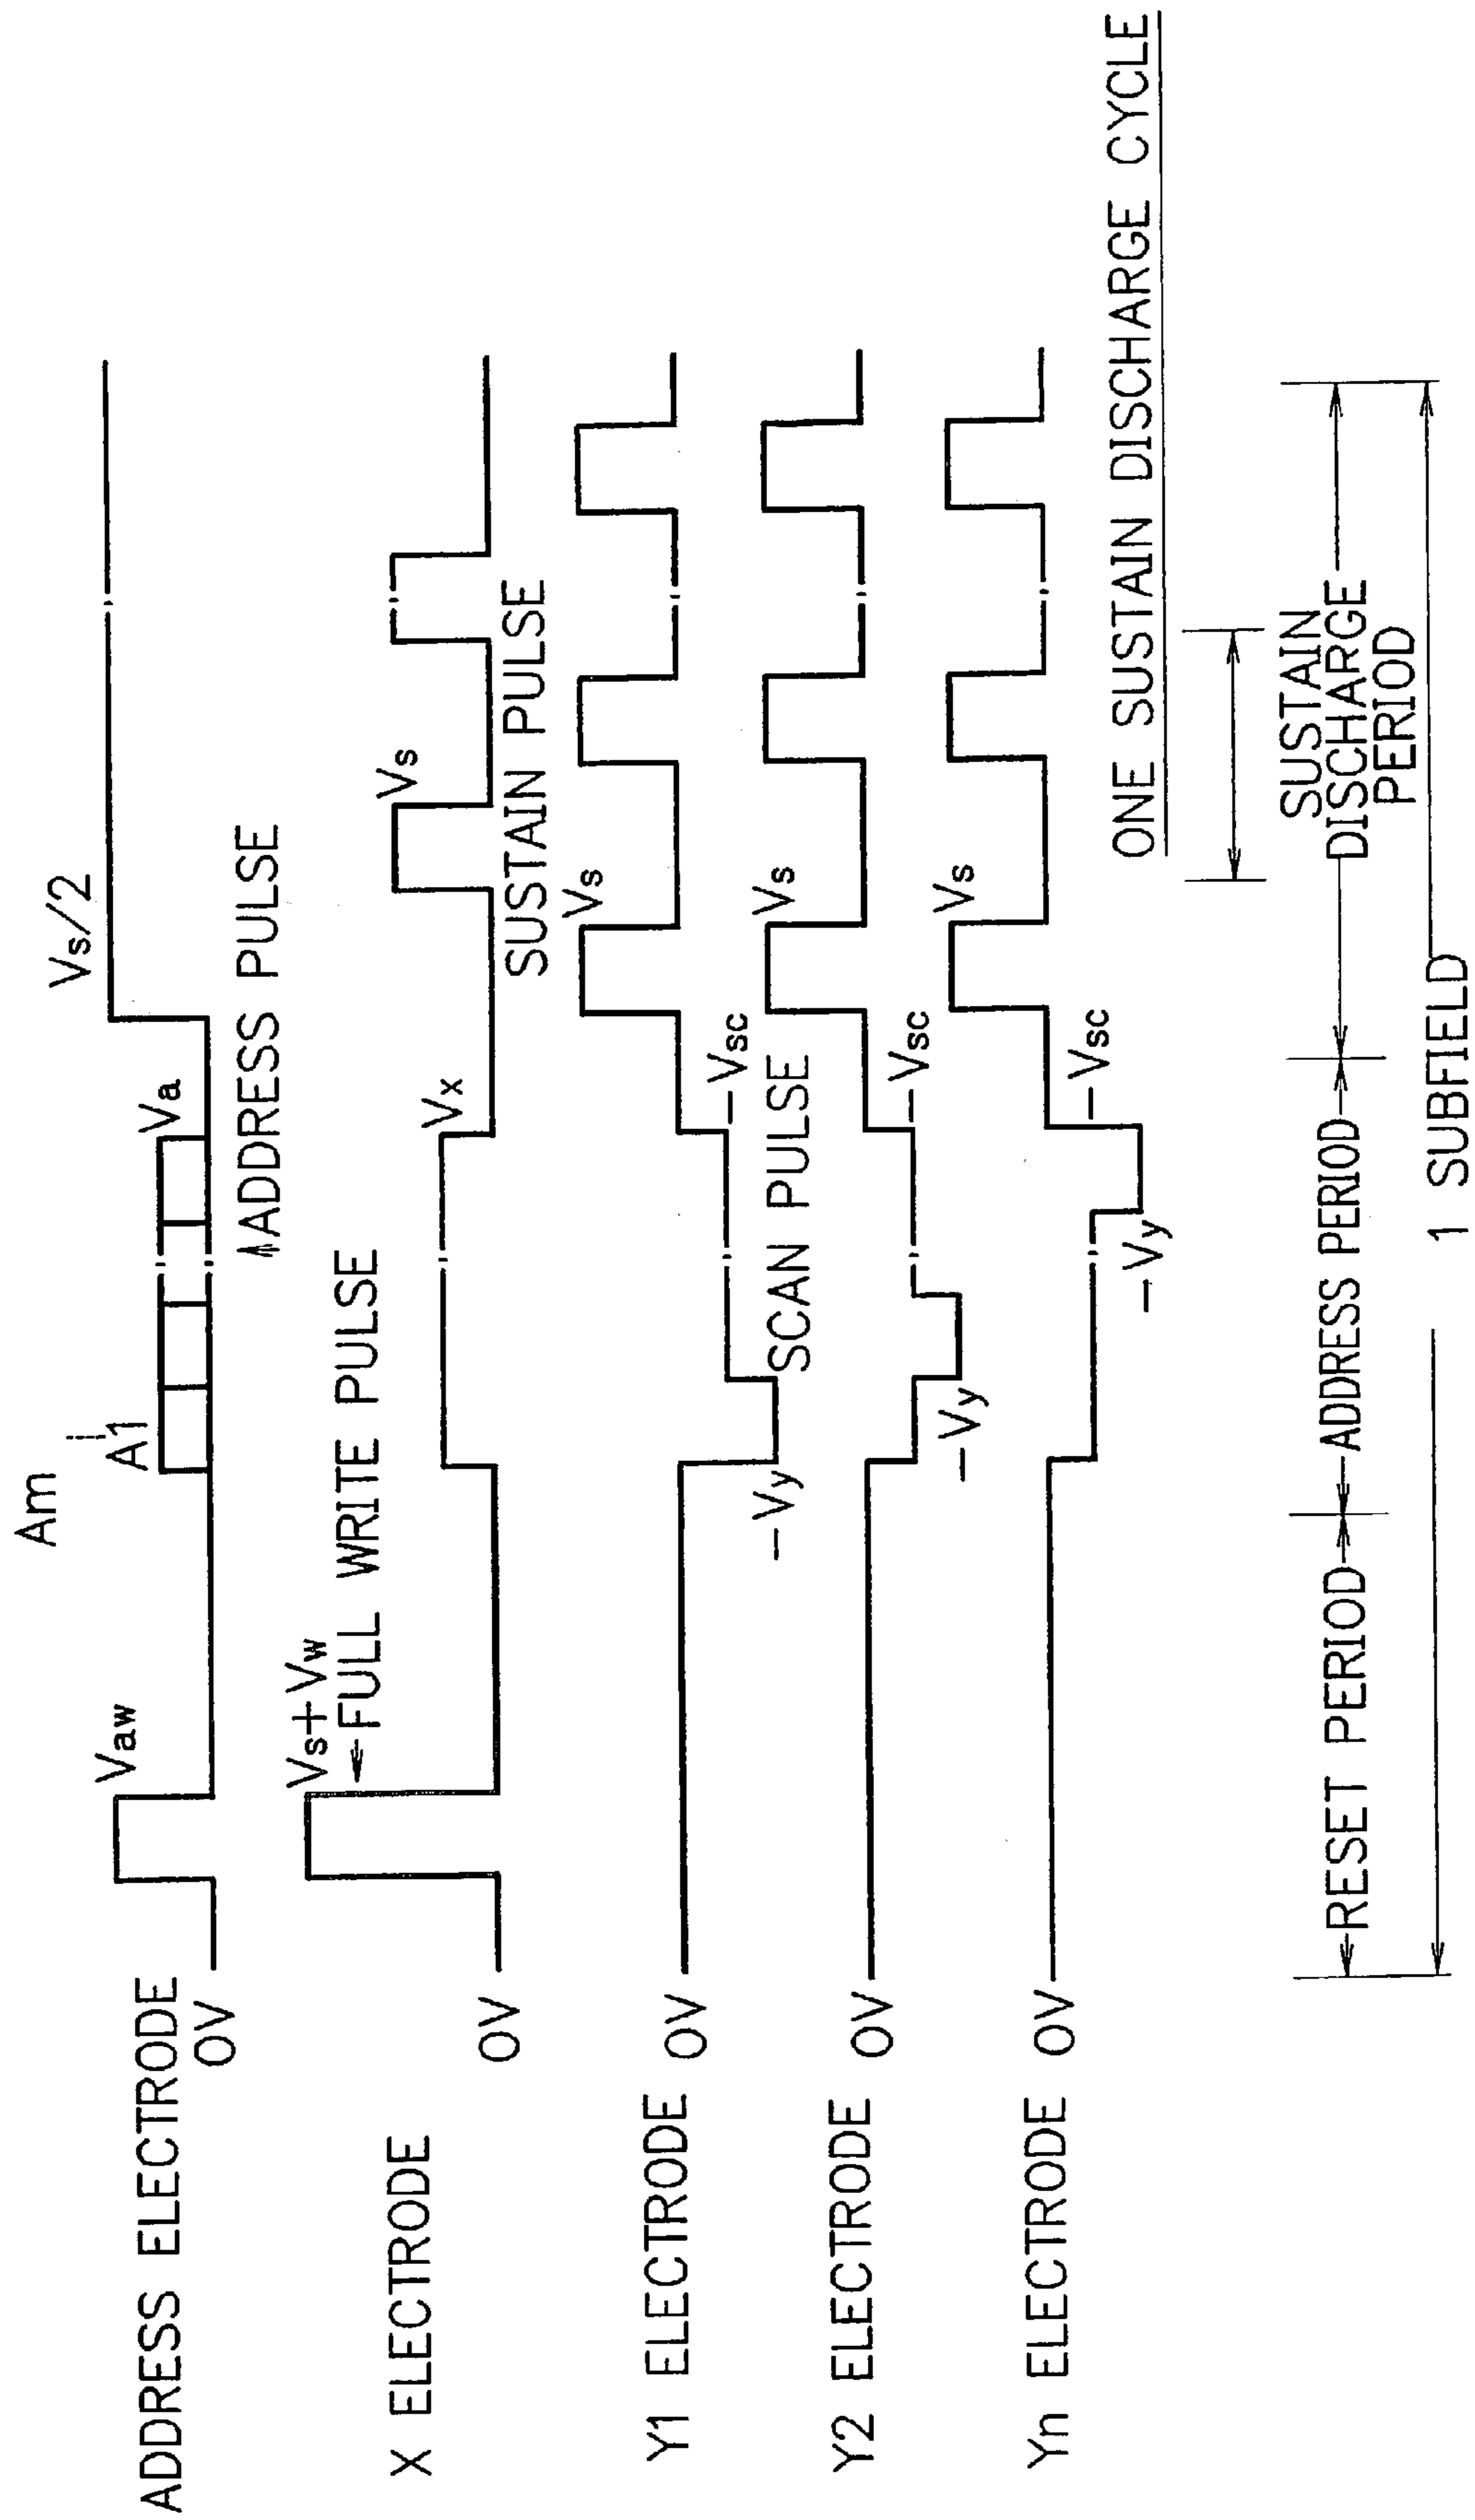 Am
A1
Vs/2
Vaw
Va
ADDRESS ELECTRODE
0V
ADDRESS PULSE
Vs+Vw
FULL WRITE PULSE
Vx
Vs
X ELECTRODE
0V
SUSTAIN PULSE
Vs
Y1 ELECTRODE 0V
-Vsc
-Vy
SCAN PULSE
Vs
Y2 ELECTRODE 0V
-Vsc
-Vy
Vs
Yn ELECTRODE 0V
-Vsc
-Vy
ONE SUSTAIN DISCHARGE CYCLE
RESET PERIOD
ADDRESS PERIOD
SUSTAIN
DISCHARGE
PERIOD
1 SUBFIELD